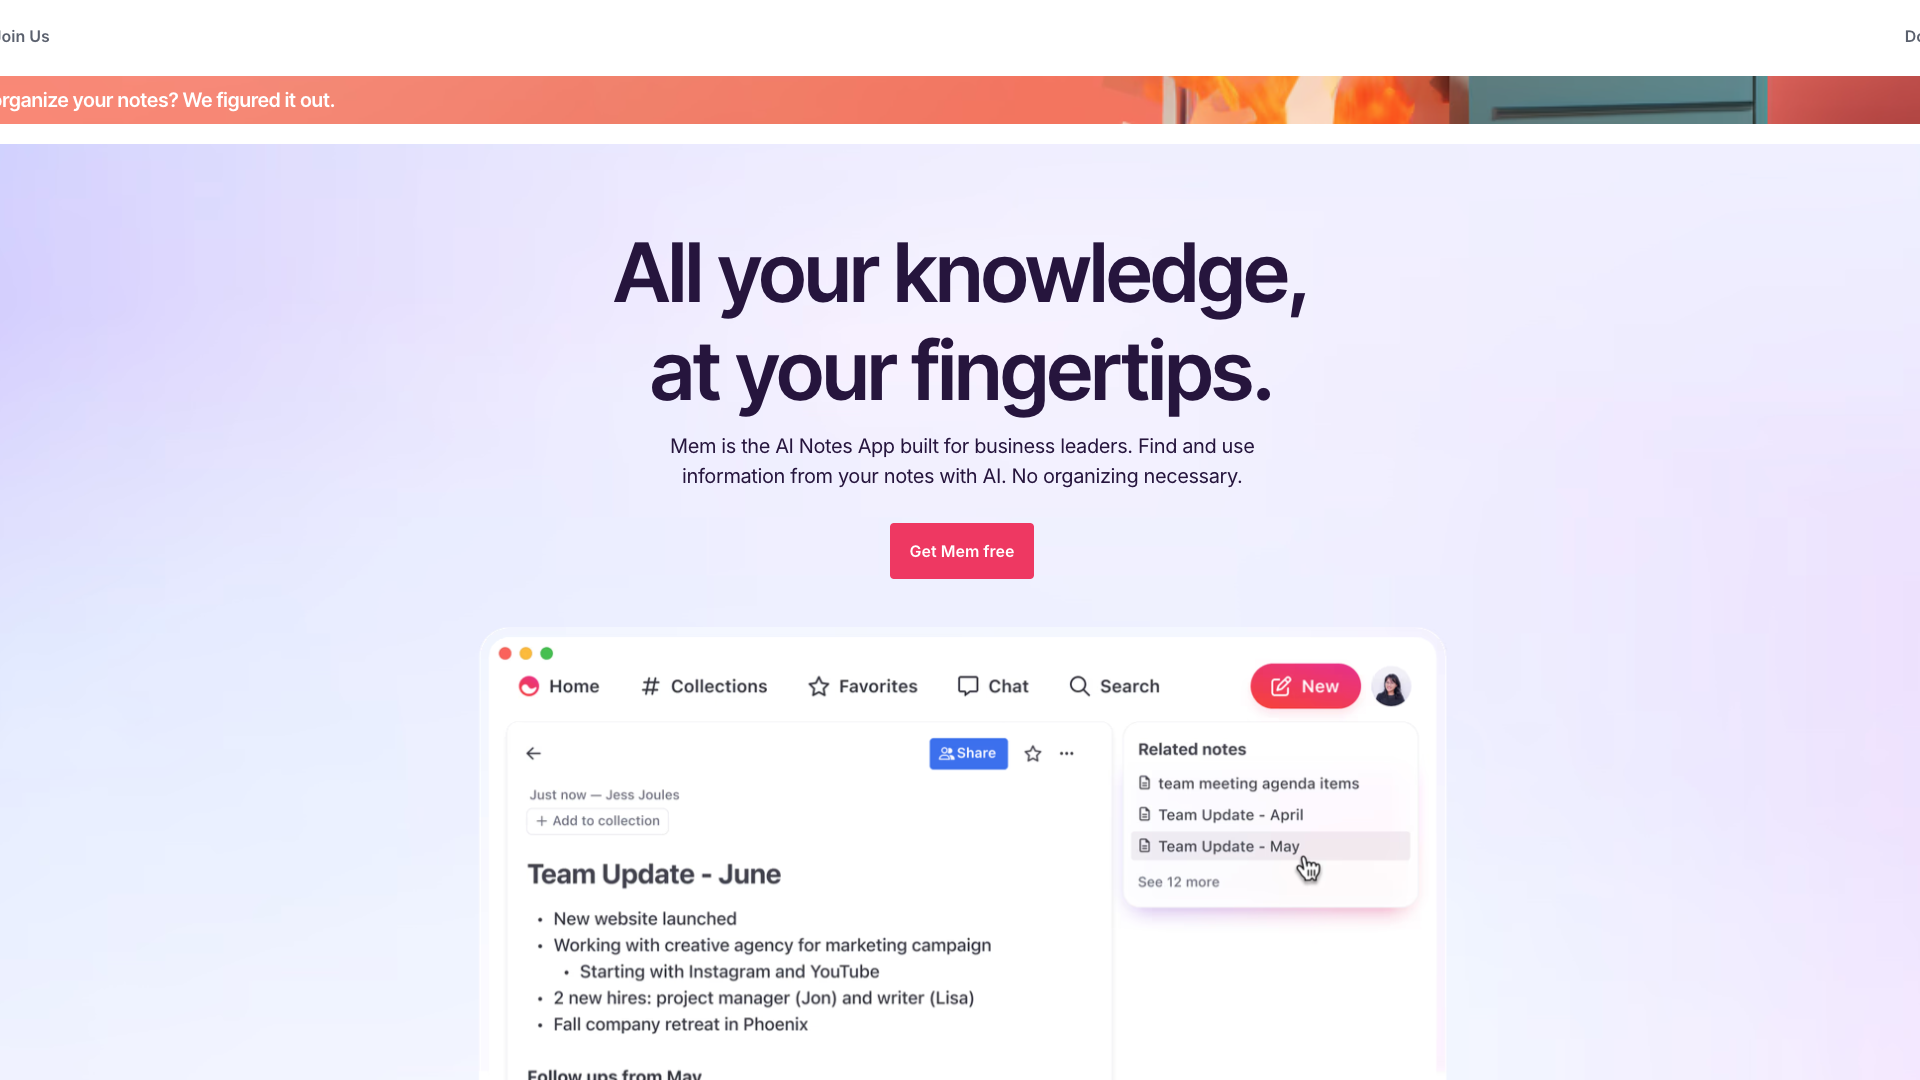 Join Us
organize your notes? We figured it out.
All your knowledge,
at your fingertips.
Mem is the AI Notes App built for business leaders. Find and use
information from your notes with AI. No organizing necessary.
Get Mem free
Home # Collections Favorites Chat Search New
Share
Just now — Jess Joules
+ Add to collection
Team Update - June
• New website launched
• Working with creative agency for marketing campaign
• Starting with Instagram and YouTube
• 2 new hires: project manager (Jon) and writer (Lisa)
• Fall company retreat in Phoenix
Follow ups from May
Related notes
team meeting agenda items
Team Update - April
Team Update - May
See 12 more